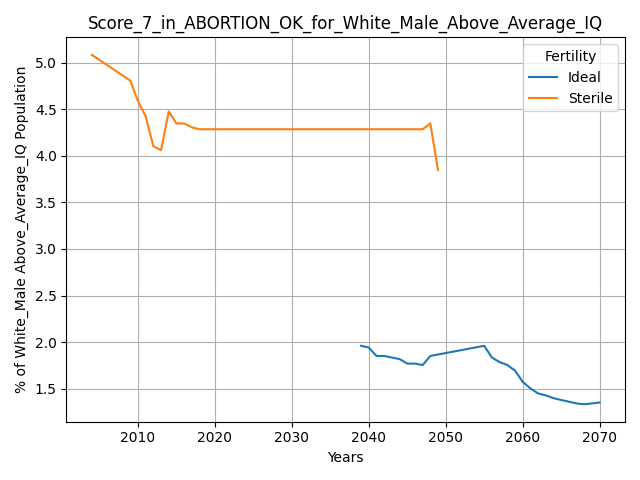 Score_7_in_ABORTION_OK_for_White_Male_Above_Average_IQ
% of White_Male Above_Average_IQ Population
5.0
4.5
4.0
3.5
3.0
2.5
2.0
1.5
Fertility
Ideal
Sterile
2010 2020 2030 2040 2050 2060 2070
Years